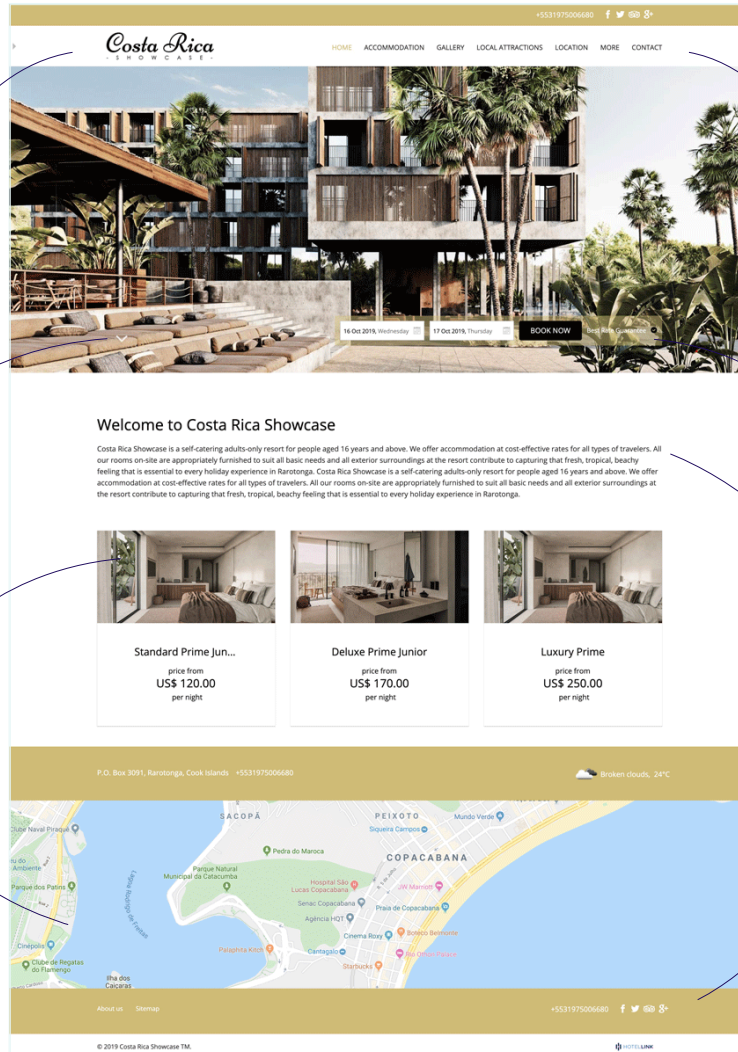 +5531975006680
Costa Rica
- SHOWCASE -
HOME ACCOMMODATION GALLERY LOCAL ATTRACTIONS LOCATION MORE CONTACT
16 Oct 2019, Wednesday 17 Oct 2019, Thursday BOOK NOW Best Rate Guarantee
Welcome to Costa Rica Showcase
Costa Rica Showcase is a self-catering adults-only resort for people aged 16 years and above. We offer accommodation at cost-effective rates for all types of travelers. All
our rooms on-site are appropriately furnished to suit all basic needs and all exterior surroundings at the resort contribute to capturing that fresh, tropical, beachy
feeling that is essential to every holiday experience in Rarotonga. Costa Rica Showcase is a self-catering adults-only resort for people aged 16 years and above. We offer
accommodation at cost-effective rates for all types of travelers. All our rooms on-site are appropriately furnished to suit all basic needs and all exterior surroundings at
the resort contribute to capturing that fresh, tropical, beachy feeling that is essential to every holiday experience in Rarotonga.
Standard Prime Jun... Deluxe Prime Junior Luxury Prime
price from price from price from
US$ 120.00 US$ 170.00 US$ 250.00
per night per night per night
P.O. Box 3091, Rarotonga, Cook Islands +5531975006680 Broken clouds, 24°C
SACOPÃ PEIXOTO Mundo Verde
Clube Naval Piraquê Siqueira Campos
Pedra do Maroca
COPACABANA
Ambiente
Parque Natural
Municipal da Catacumba
Parque dos Patins
Hospital São
Lucas Copacabana
JW Marriott
Senac Copacabana Praia de Copacabana
Lagoa Rodrigo de Freitas
Agência HQT
Cinema Roxy Boteco Belmonte
Cinépolis
Palaphita Kitch Cantagalo Rio Othon Palace
Clube de Regatas
do Flamengo
Starbucks
Ilha dos
Caiçaras
About us Sitemap +5531975006680
© 2019 Costa Rica Showcase TM. HOTELLINK